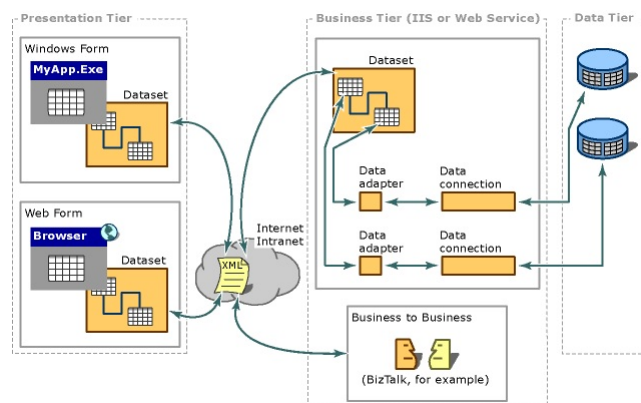 Presentation Tier
Windows Form
MyApp.Exe
Dataset
Web Form
Browser
Dataset
Internet
Intranet
XML
Business Tier (IIS or Web Service)
Dataset
Data
adapter
Data
connection
Data
adapter
Data
connection
Business to Business
(BizTalk, for example)
Data Tier